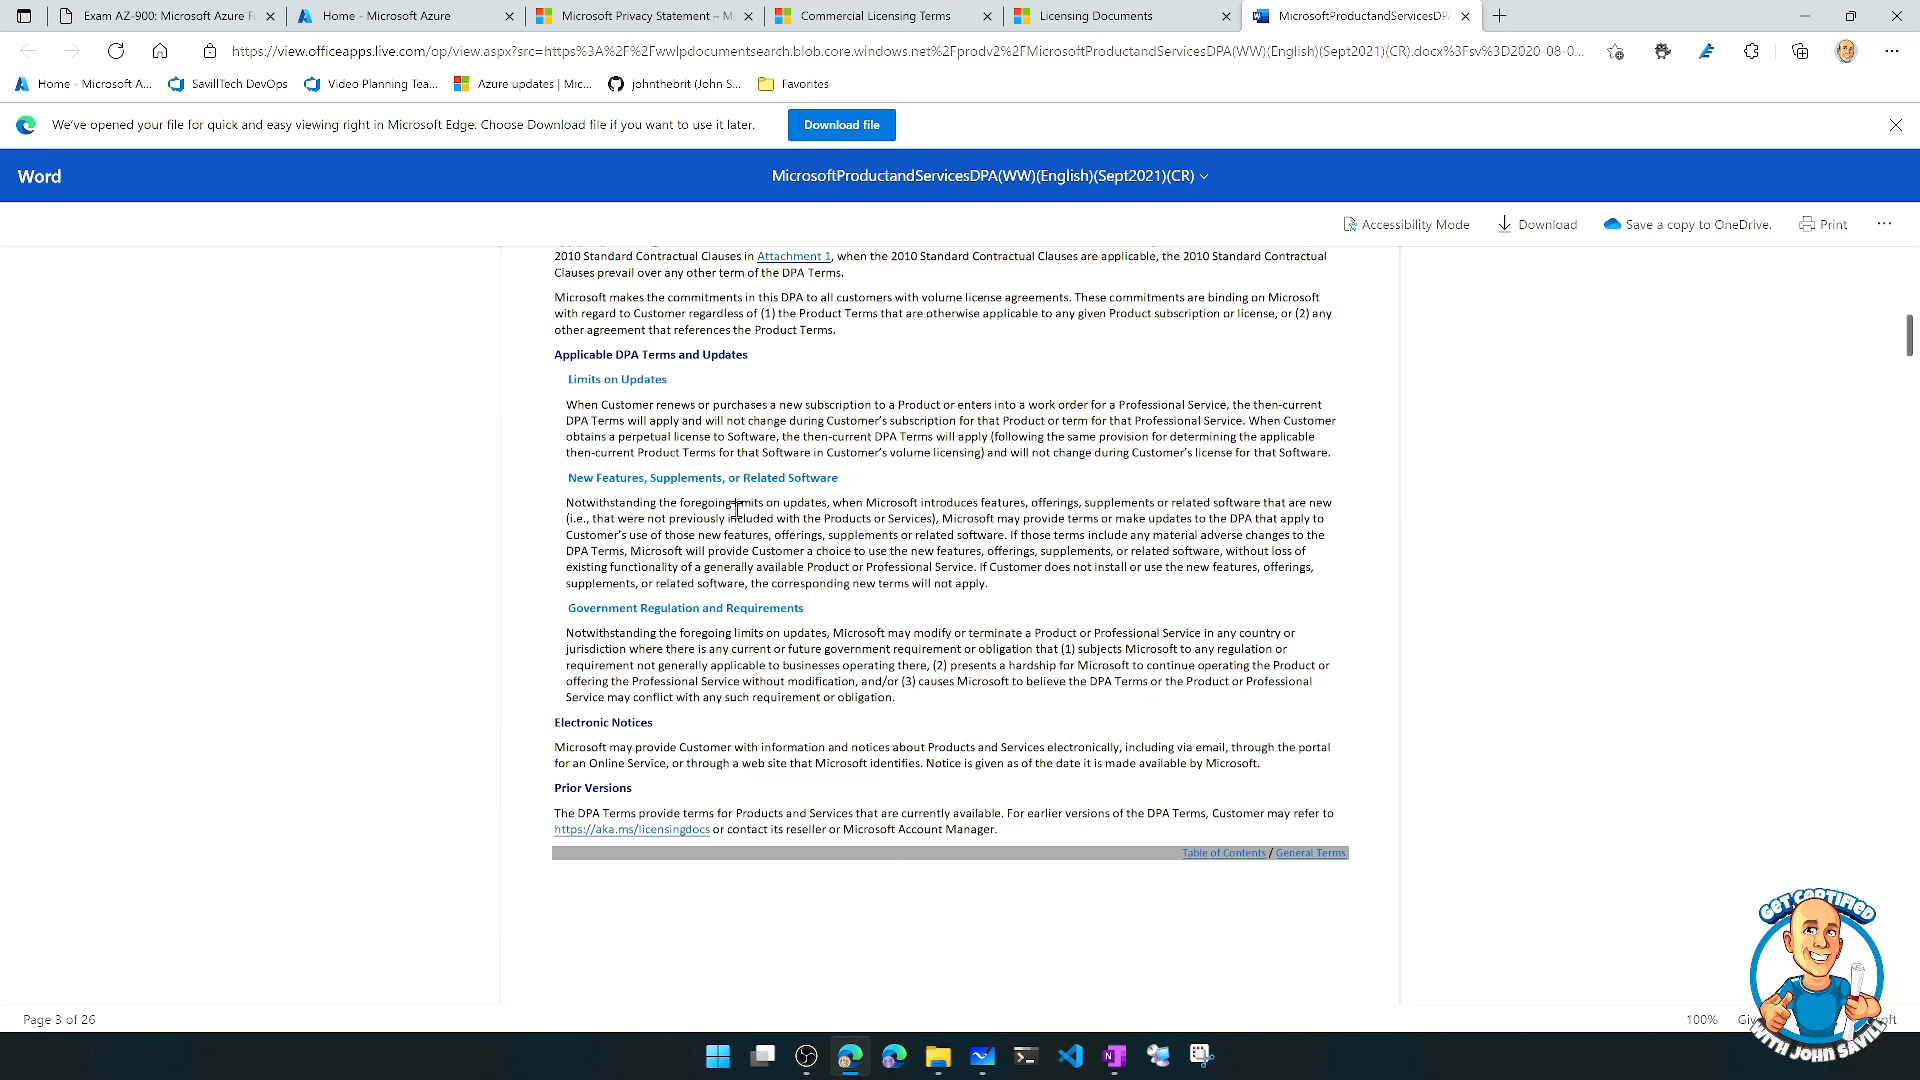 Exam AZ-900: Microsoft Azure Fu
Home - Microsoft Azure
Microsoft Privacy Statement – Mi
Commercial Licensing Terms
Licensing Documents
MicrosoftProductandServicesDPA
https://view.officeapps.live.com/op/view.aspx?src=https%3A%2F%2Fwwlpdocumentsearch.blob.core.windows.net%2Fprodv2%2FMicrosoftProductandServicesDPA(WW)(English)(Sept2021)(CR).docx%3Fsv%3D2020-08-0...
Home - Microsoft A...
SavillTech DevOps
Video Planning Tea...
Azure updates | Mic...
johnthebrit (John S...
Favorites
We've opened your file for quick and easy viewing right in Microsoft Edge. Choose Download file if you want to use it later.
Download file
Word
MicrosoftProductandServicesDPA(WW)(English)(Sept2021)(CR)
Accessibility Mode
Download
Save a copy to OneDrive.
Print
2010 Standard Contractual Clauses in Attachment 1, when the 2010 Standard Contractual Clauses are applicable, the 2010 Standard Contractual
Clauses prevail over any other term of the DPA Terms.
Microsoft makes the commitments in this DPA to all customers with volume license agreements. These commitments are binding on Microsoft
with regard to Customer regardless of (1) the Product Terms that are otherwise applicable to any given Product subscription or license, or (2) any
other agreement that references the Product Terms.
Applicable DPA Terms and Updates
Limits on Updates
When Customer renews or purchases a new subscription to a Product or enters into a work order for a Professional Service, the then-current
DPA Terms will apply and will not change during Customer's subscription for that Product or term for that Professional Service. When Customer
obtains a perpetual license to Software, the then-current DPA Terms will apply (following the same provision for determining the applicable
then-current Product Terms for that Software in Customer's volume licensing) and will not change during Customer's license for that Software.
New Features, Supplements, or Related Software
Notwithstanding the foregoing limits on updates, when Microsoft introduces features, offerings, supplements or related software that are new
(i.e., that were not previously included with the Products or Services), Microsoft may provide terms or make updates to the DPA that apply to
Customer's use of those new features, offerings, supplements or related software. If those terms include any material adverse changes to the
DPA Terms, Microsoft will provide Customer a choice to use the new features, offerings, supplements, or related software, without loss of
existing functionality of a generally available Product or Professional Service. If Customer does not install or use the new features, offerings,
supplements, or related software, the corresponding new terms will not apply.
Government Regulation and Requirements
Notwithstanding the foregoing limits on updates, Microsoft may modify or terminate a Product or Professional Service in any country or
jurisdiction where there is any current or future government requirement or obligation that (1) subjects Microsoft to any regulation or
requirement not generally applicable to businesses operating there, (2) presents a hardship for Microsoft to continue operating the Product or
offering the Professional Service without modification, and/or (3) causes Microsoft to believe the DPA Terms or the Product or Professional
Service may conflict with any such requirement or obligation.
Electronic Notices
Microsoft may provide Customer with information and notices about Products and Services electronically, including via email, through the portal
for an Online Service, or through a web site that Microsoft identifies. Notice is given as of the date it is made available by Microsoft.
Prior Versions
The DPA Terms provide terms for Products and Services that are currently available. For earlier versions of the DPA Terms, Customer may refer to
https://aka.ms/licensingdocs or contact its reseller or Microsoft Account Manager.
Table of Contents / General Terms
GET CERTIFIED
WITH JOHN SAVILL
Page 3 of 26
100%